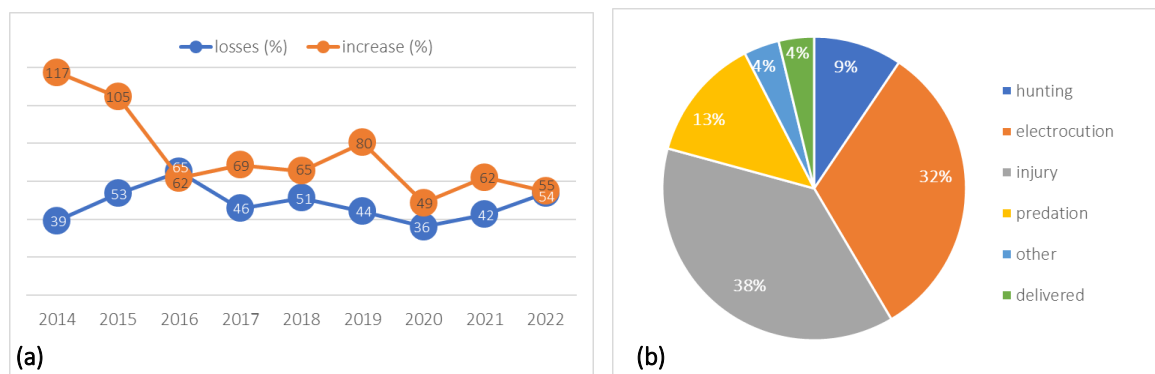 losses (%) increase (%)
117
105
80
69
65
65
62
62
55
54
53
51
49
46
44
42
39
36
2014 2015 2016 2017 2018 2019 2020 2021 2022
(a)
4% 4% 9%
13%
32%
38%
hunting
electrocution
injury
predation
other
delivered
(b)